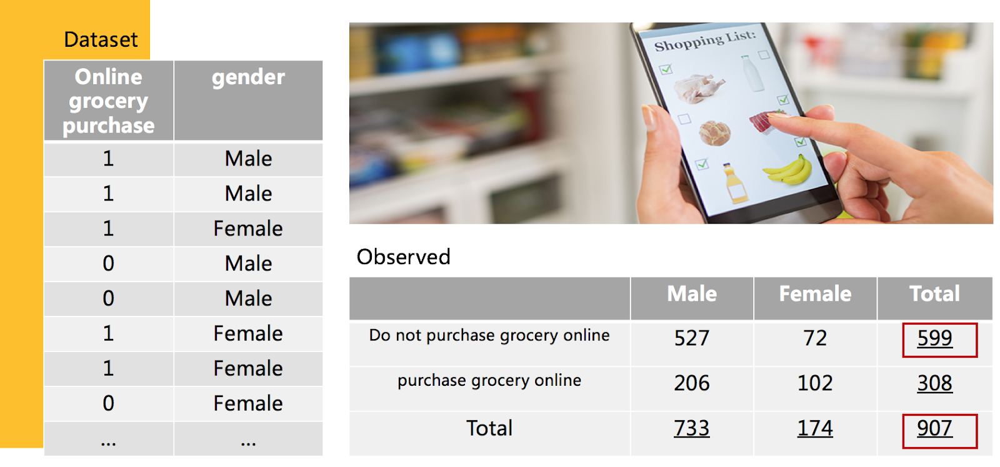 Dataset
Online grocery purchase gender
1 Male
1 Male
1 Female
0 Male
0 Male
1 Female
1 Female
0 Female
... ...
Shopping List:
Observed
Male Female Total
Do not purchase grocery online 527 72 599
purchase grocery online 206 102 308
Total 733 174 907